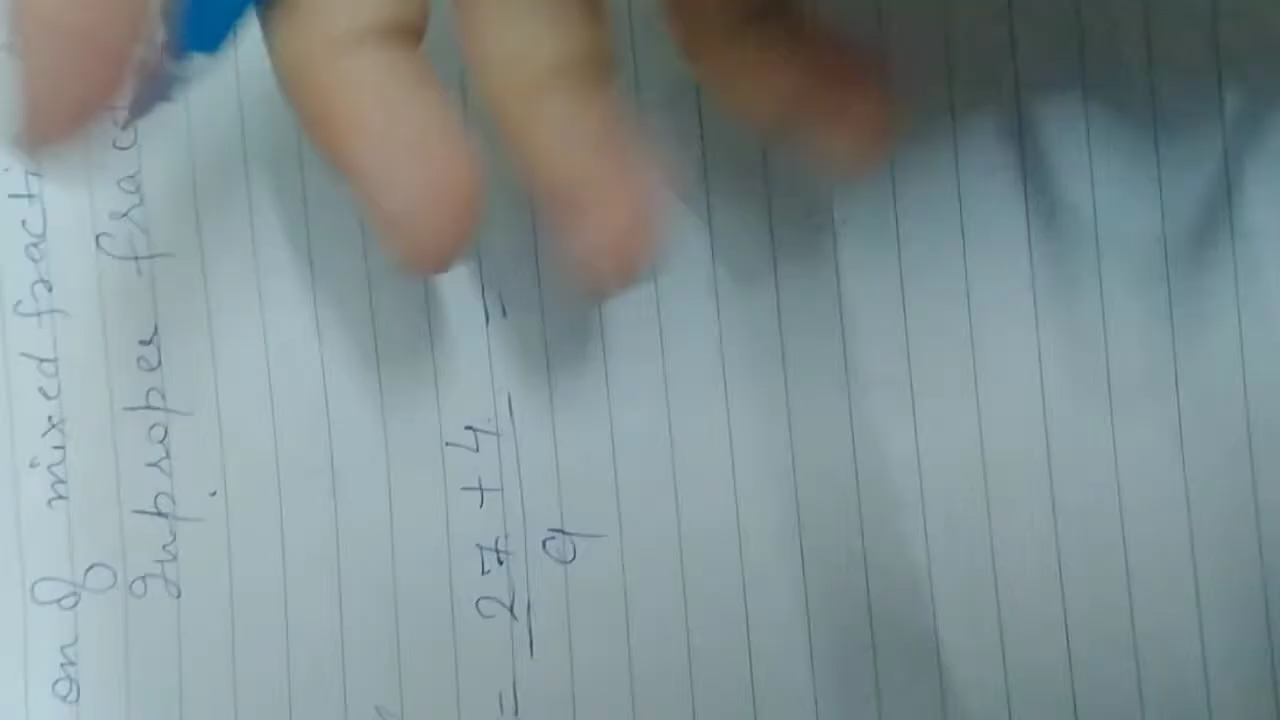 on of mixed fracti
Improper frac
= 27 + 4 =
9